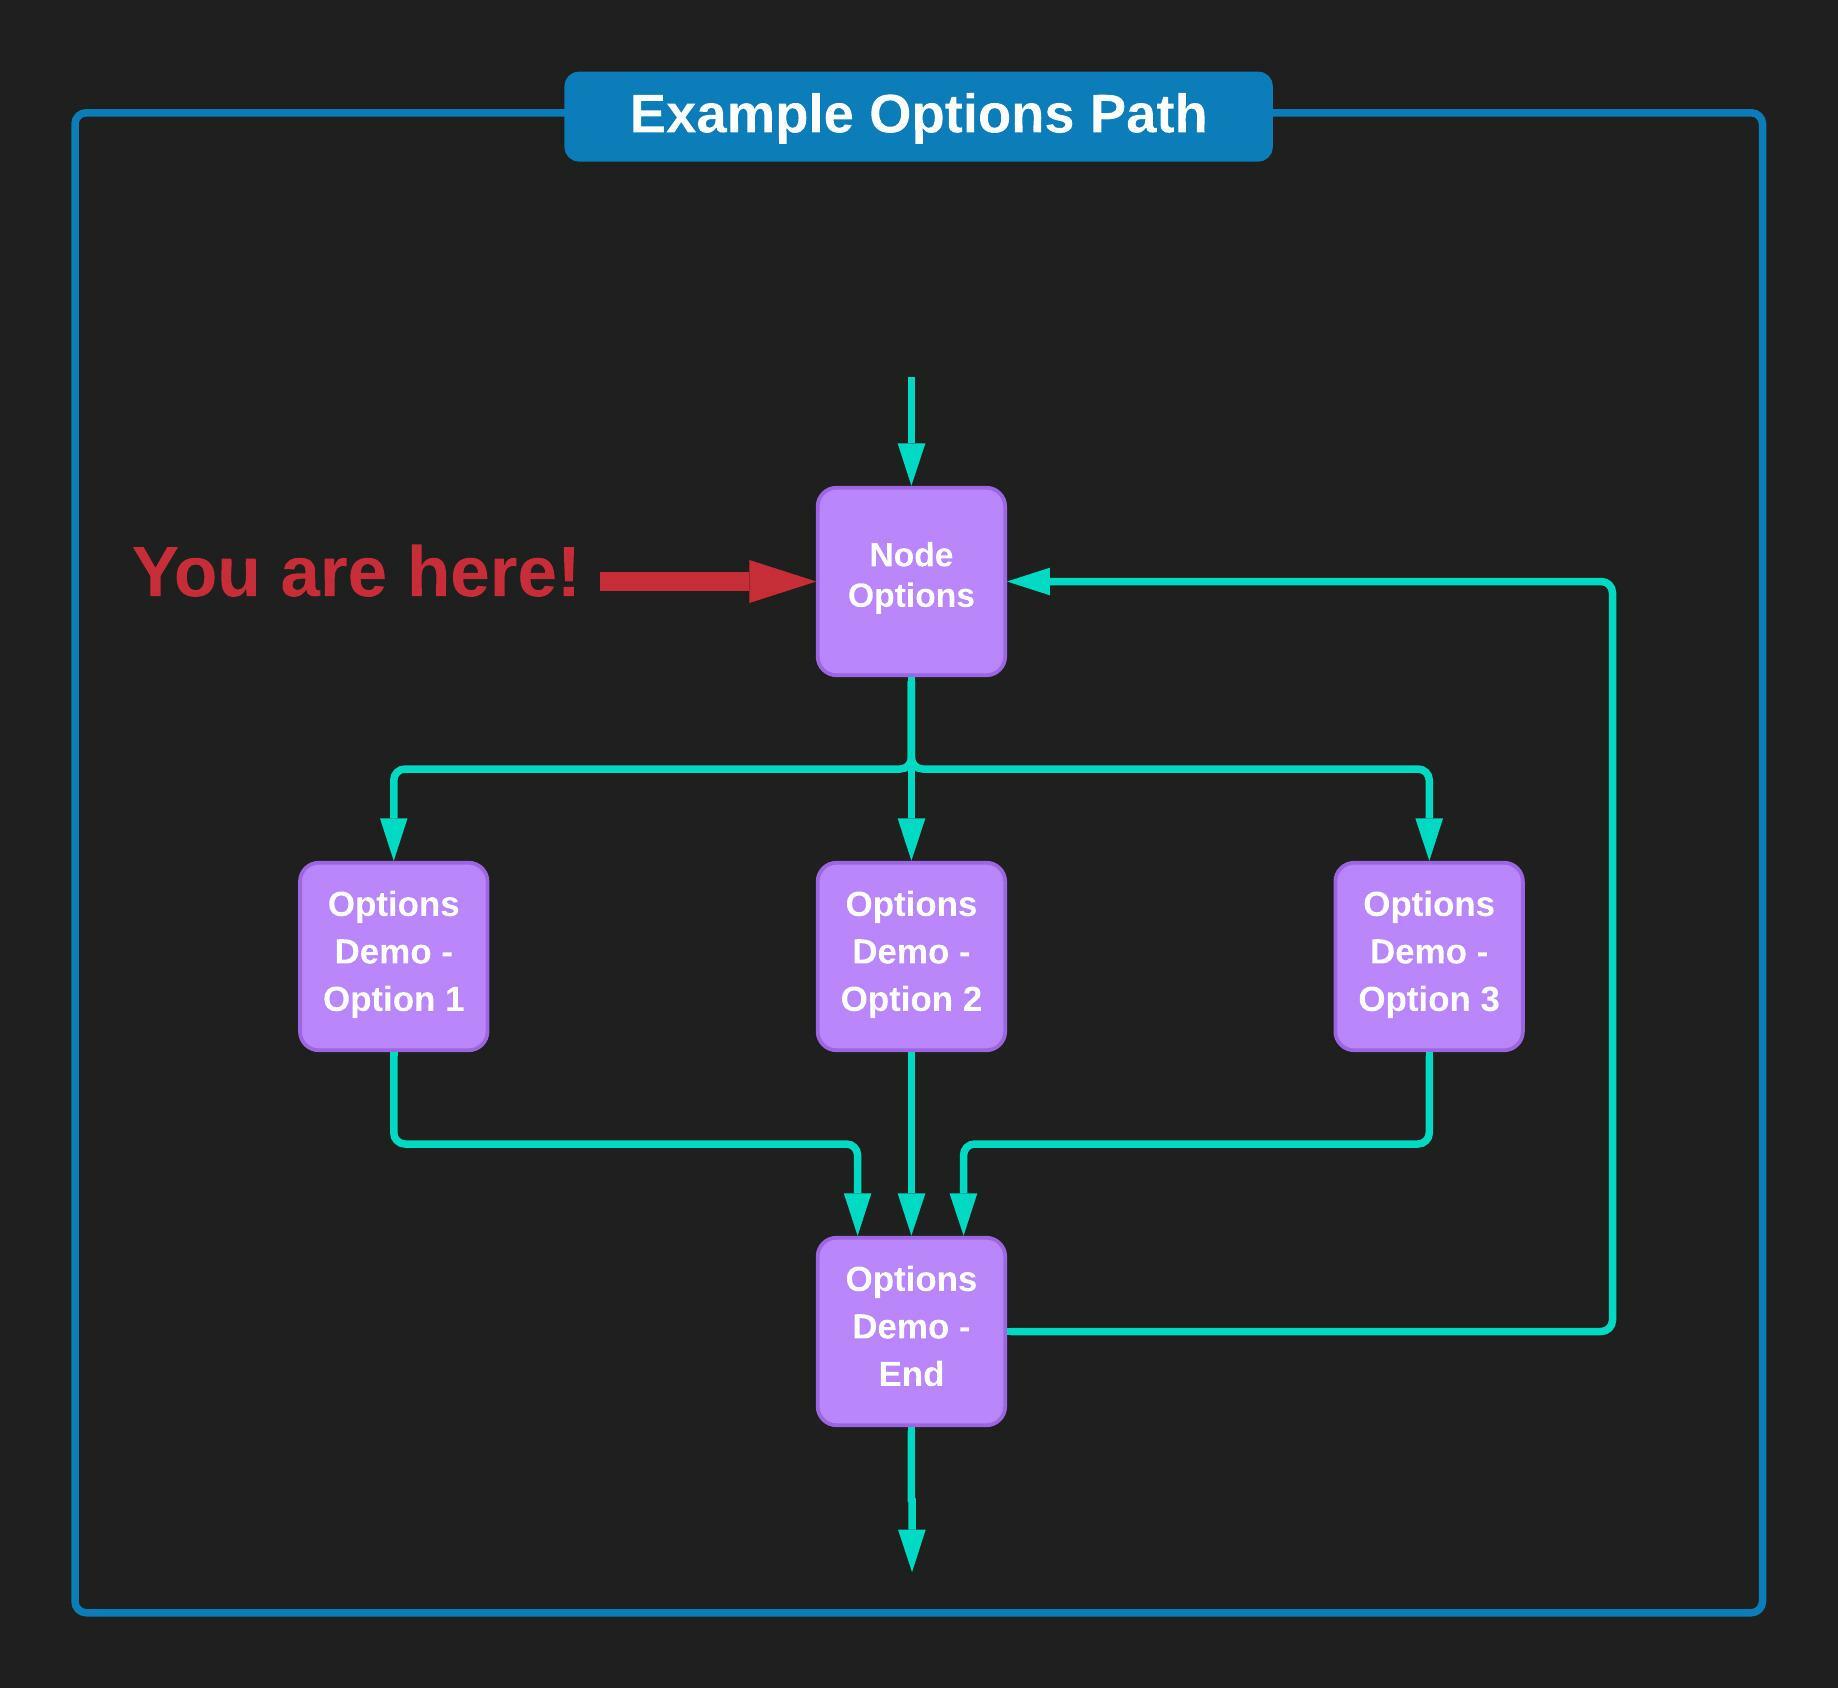 Example Options Path
You are here!
Node
Options
Options
Demo -
Option 1
Options
Demo -
Option 2
Options
Demo -
Option 3
Options
Demo -
End